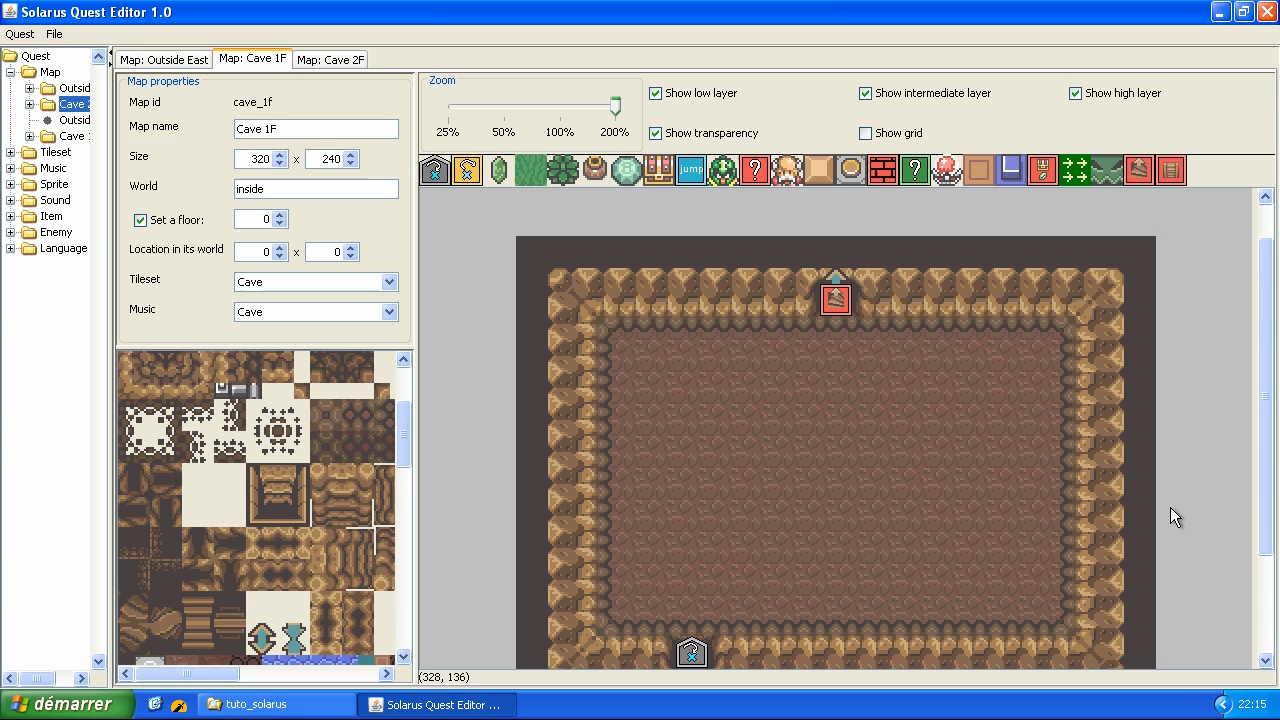 Solarus Quest Editor 1.0
Quest File
Quest
Map
Outsid
Cave 2
Outsid
Cave 1
Tileset
Music
Sprite
Sound
Item
Enemy
Language
Map: Outside East
Map: Cave 1F
Map: Cave 2F
Map properties
Map id cave_1f
Map name Cave 1F
Size 320 x 240
World inside
Set a floor: 0
Location in its world 0 x 0
Tileset Cave
Music Cave
Zoom
25% 50% 100% 200%
Show low layer
Show intermediate layer
Show high layer
Show transparency
Show grid
jump
?
?
(328, 136)
démarrer
tuto_solarus
Solarus Quest Editor ...
22:15